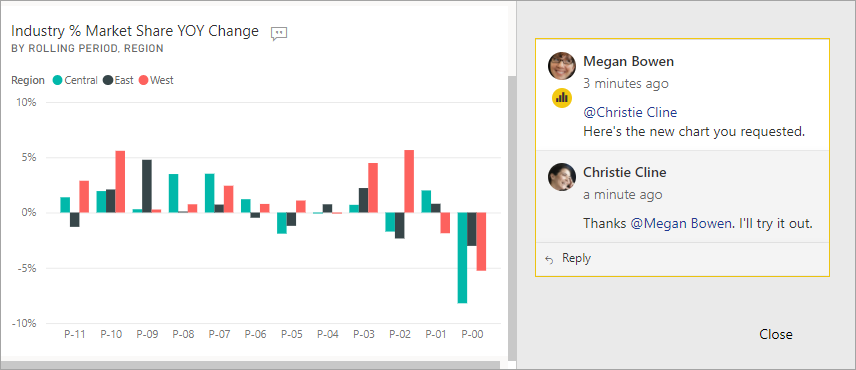 Industry % Market Share YOY Change
BY ROLLING PERIOD, REGION
Region Central East West
10%
5%
0%
-5%
-10%
P-11 P-10 P-09 P-08 P-07 P-06 P-05 P-04 P-03 P-02 P-01 P-00
Megan Bowen
3 minutes ago
@Christie Cline
Here's the new chart you requested.
Christie Cline
a minute ago
Thanks @Megan Bowen. I'll try it out.
Reply
Close